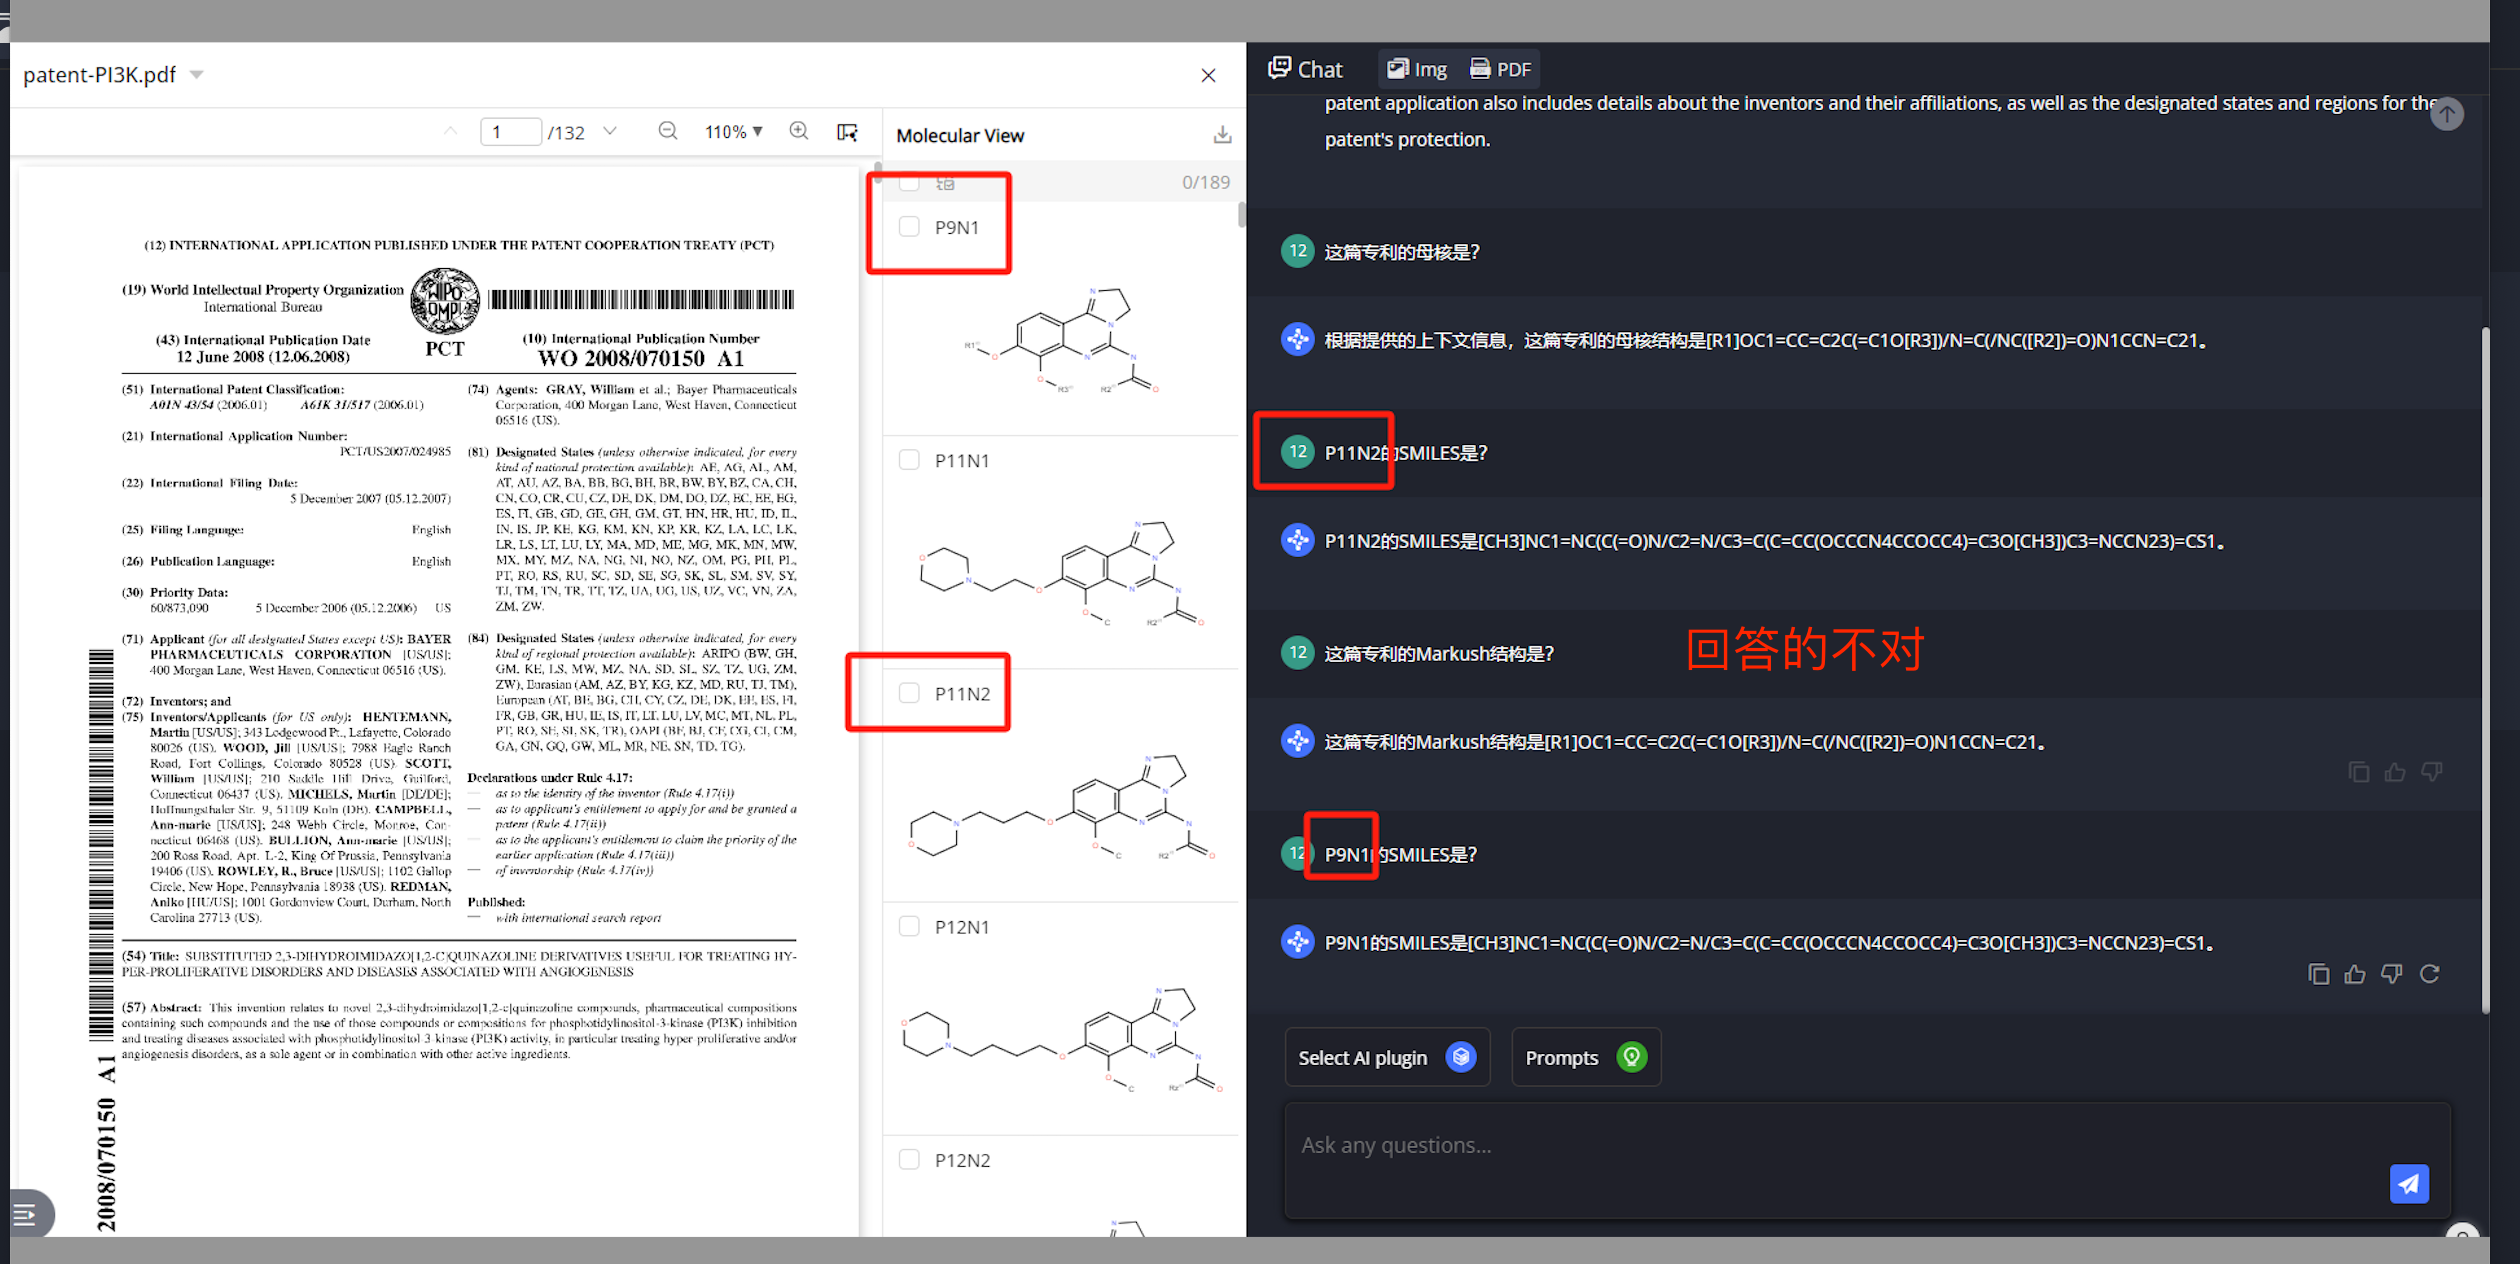 patent-PI3K.pdf
1 /132 110%
(12) INTERNATIONAL APPLICATION PUBLISHED UNDER THE PATENT COOPERATION TREATY (PCT)
(19) World Intellectual Property Organization
International Bureau
(43) International Publication Date
12 June 2008 (12.06.2008)
WIPO
OMPI
PCT
(10) International Publication Number
WO 2008/070150 A1
(51) International Patent Classification:
A01N 43/54 (2006.01) A61K 31/517 (2006.01)
(21) International Application Number:
PCT/US2007/024985
(22) International Filing Date:
5 December 2007 (05.12.2007)
(25) Filing Language: English
(26) Publication Language: English
(30) Priority Data:
60/873,090 5 December 2006 (05.12.2006) US
(71) Applicant (for all designated States except US): BAYER
PHARMACEUTICALS CORPORATION [US/US];
400 Morgan Lane, West Haven, Connecticut 06516 (US).
(72) Inventors; and
(75) Inventors/Applicants (for US only): HENTEMANN,
Martin [US/US]; 343 Ledgewood Pt., Lafayette, Colorado
80026 (US). WOOD, Jill [US/US]; 7988 Eagle Ranch
Road, Fort Collings, Colorado 80528 (US). SCOTT,
William [US/US]; 210 Saddle Hill Drive, Guilford,
Connecticut 06437 (US). MICHELS, Martin [DE/DE];
Hoffnungsthaler Str. 9, 51109 Koln (DE). CAMPBELL,
Ann-marie [US/US]; 248 Webb Circle, Monroe, Con-
necticut 06468 (US). BULLION, Ann-marie [US/US];
200 Ross Road, Apt. L-2, King Of Prussia, Pennsylvania
19406 (US). ROWLEY, R., Bruce [US/US]; 1102 Gallop
Circle, New Hope, Pennsylvania 18938 (US). REDMAN,
Aniko [HU/US]; 1001 Gordonview Court, Durham, North
Carolina 27713 (US).
(74) Agents: GRAY, William et al.; Bayer Pharmaceuticals
Corporation, 400 Morgan Lane, West Haven, Connecticut
06516 (US).
(81) Designated States (unless otherwise indicated, for every
kind of national protection available): AE, AG, AL, AM,
AT, AU, AZ, BA, BB, BG, BH, BR, BW, BY, BZ, CA, CH,
CN, CO, CR, CU, CZ, DE, DK, DM, DO, DZ, EC, EE, EG,
ES, FI, GB, GD, GE, GH, GM, GT, HN, HR, HU, ID, IL,
IN, IS, JP, KE, KG, KM, KN, KP, KR, KZ, LA, LC, LK,
LR, LS, LT, LU, LY, MA, MD, ME, MG, MK, MN, MW,
MX, MY, MZ, NA, NG, NI, NO, NZ, OM, PG, PH, PL,
PT, RO, RS, RU, SC, SD, SE, SG, SK, SL, SM, SV, SY,
TJ, TM, TN, TR, TT, TZ, UA, UG, US, UZ, VC, VN, ZA,
ZM, ZW.
(84) Designated States (unless otherwise indicated, for every
kind of regional protection available): ARIPO (BW, GH,
GM, KE, LS, MW, MZ, NA, SD, SL, SZ, TZ, UG, ZM,
ZW), Eurasian (AM, AZ, BY, KG, KZ, MD, RU, TJ, TM),
European (AT, BE, BG, CH, CY, CZ, DE, DK, EE, ES, FI,
FR, GB, GR, HU, IE, IS, IT, LT, LU, LV, MC, MT, NL, PL,
PT, RO, SE, SI, SK, TR), OAPI (BF, BJ, CF, CG, CI, CM,
GA, GN, GQ, GW, ML, MR, NE, SN, TD, TG).
Declarations under Rule 4.17:
— as to the identity of the inventor (Rule 4.17(i))
— as to applicant's entitlement to apply for and be granted a
patent (Rule 4.17(ii))
— as to the applicant's entitlement to claim the priority of the
earlier application (Rule 4.17(iii))
— of inventorship (Rule 4.17(iv))
Published:
— with international search report
(54) Title: SUBSTITUTED 2,3-DIHYDROIMIDAZO[1,2-C]QUINAZOLINE DERIVATIVES USEFUL FOR TREATING HY-
PER-PROLIFERATIVE DISORDERS AND DISEASES ASSOCIATED WITH ANGIOGENESIS
(57) Abstract: This invention relates to novel 2,3-dihydroimidazo[1,2-c]quinazoline compounds, pharmaceutical compositions
containing such compounds and the use of those compounds or compositions for phosphotidylinositol-3-kinase (PI3K) inhibition
and treating diseases associated with phosphotidylinositol-3-kinase (PI3K) activity, in particular treating hyper-proliferative and/or
angiogenesis disorders, as a sole agent or in combination with other active ingredients.
2008/070150 A1
Molecular View
0/189
P9N1
N
N
N
N
R1
O
O
R3
R2
O
P11N1
N
O
N
N
O
N
N
O
C
R2
O
P11N2
N
N
N
O
O
N
N
O
C
R2
O
P12N1
N
O
N
N
O
N
N
O
C
R2
O
P12N2
N
Chat Img PDF
patent application also includes details about the inventors and their affiliations, as well as the designated states and regions for the
patent's protection.
12 这篇专利的母核是?
根据提供的上下文信息，这篇专利的母核结构是[R1]OC1=CC=C2C(=C1O[R3])/N=C(/NC([R2])=O)N1CCN=C21。
12 P11N2的SMILES是?
P11N2的SMILES是[CH3]NC1=NC(C(=O)N/C2=N/C3=C(C=CC(OCCCN4CCOCC4)=C3O[CH3])C3=NCCN23)=CS1。
12 这篇专利的Markush结构是?
回答的不对
这篇专利的Markush结构是[R1]OC1=CC=C2C(=C1O[R3])/N=C(/NC([R2])=O)N1CCN=C21。
12 P9N1的SMILES是?
P9N1的SMILES是[CH3]NC1=NC(C(=O)N/C2=N/C3=C(C=CC(OCCCN4CCOCC4)=C3O[CH3])C3=NCCN23)=CS1。
Select AI plugin
Prompts
Ask any questions...